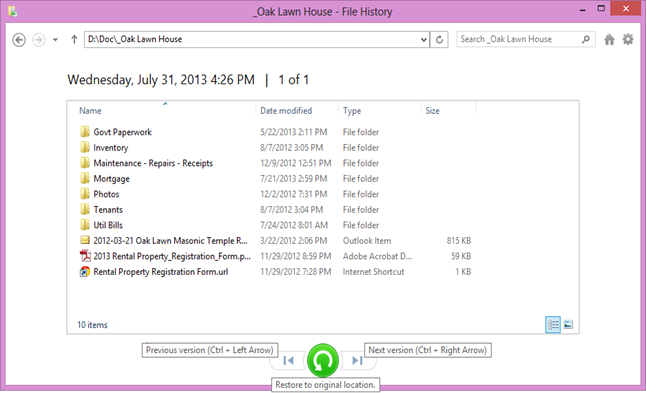 _Oak Lawn House - File History
D:\Doc\_Oak Lawn House
Search _Oak Lawn House
Wednesday, July 31, 2013 4:26 PM | 1 of 1
Name Date modified Type Size
Govt Paperwork 5/22/2013 2:11 PM File folder
Inventory 8/7/2012 3:05 PM File folder
Maintenance - Repairs - Receipts 12/9/2012 12:51 PM File folder
Mortgage 7/21/2013 2:59 PM File folder
Photos 12/2/2012 7:31 PM File folder
Tenants 8/7/2012 3:04 PM File folder
Util Bills 7/24/2012 8:01 AM File folder
2012-03-21 Oak Lawn Masonic Temple R... 3/22/2012 2:06 PM Outlook Item 815 KB
2013 Rental Property_Registration_Form.p... 11/29/2012 8:59 PM Adobe Acrobat D... 59 KB
Rental Property Registration Form.url 11/29/2012 7:28 PM Internet Shortcut 1 KB
10 items
Previous version (Ctrl + Left Arrow) Next version (Ctrl + Right Arrow)
Restore to original location.